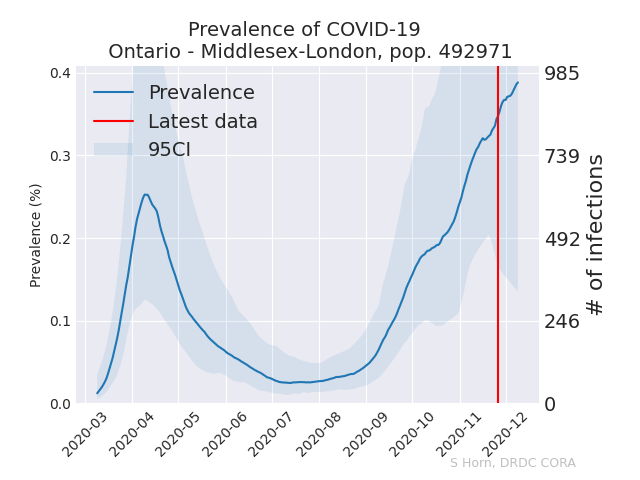 Prevalence of COVID-19
Ontario - Middlesex-London, pop. 492971
Prevalence
Latest data
95CI
Prevalence (%)
0.4
0.3
0.2
0.1
0.0
985
739
492
246
0
# of infections
2020-03
2020-04
2020-05
2020-06
2020-07
2020-08
2020-09
2020-10
2020-11
2020-12
S Horn, DRDC CORA